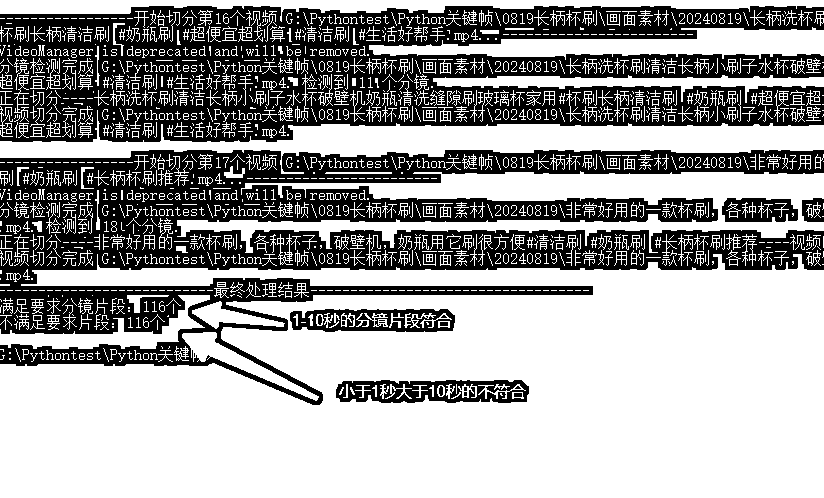 --------------------开始切分第16个视频 G:\Pythontest\Python关键帧\0819长柄杯刷\画面素材\20240819\长柄洗杯刷
杯刷长柄清洁刷 #奶瓶刷 #超便宜超划算 #清洁刷 #生活好帮手.mp4. --------------------
VideoManager is deprecated and will be removed.
分镜检测完成 G:\Pythontest\Python关键帧\0819长柄杯刷\画面素材\20240819\长柄洗杯刷清洁长柄小刷子水杯破壁
超便宜超划算 #清洁刷 #生活好帮手.mp4. 检测到 11个分镜.
正在切分----长柄洗杯刷清洁长柄小刷子水杯破壁机奶瓶清洗缝隙刷玻璃杯家用#杯刷长柄清洁刷 #奶瓶刷 #超便宜超
视频切分完成 G:\Pythontest\Python关键帧\0819长柄杯刷\画面素材\20240819\长柄洗杯刷清洁长柄小刷子水杯破壁
超便宜超划算 #清洁刷 #生活好帮手.mp4.
--------------------开始切分第17个视频 G:\Pythontest\Python关键帧\0819长柄杯刷\画面素材\20240819\非常好用的
刷 #奶瓶刷 #长柄杯刷推荐.mp4. --------------------
VideoManager is deprecated and will be removed.
分镜检测完成 G:\Pythontest\Python关键帧\0819长柄杯刷\画面素材\20240819\非常好用的一款杯刷，各种杯子，破
.mp4. 检测到 18个分镜.
正在切分----非常好用的一款杯刷，各种杯子，破壁机，奶瓶用它刷很方便#清洁刷 #奶瓶刷 #长柄杯刷推荐----视频
视频切分完成 G:\Pythontest\Python关键帧\0819长柄杯刷\画面素材\20240819\非常好用的一款杯刷，各种杯子，破
.mp4.
--------------------最终处理结果--------------------
满足要求分镜片段：116个
不满足要求片段：116个
1-10秒的分镜片段符合
G:\Pythontest\Python关键帧
小于1秒大于10秒的不符合